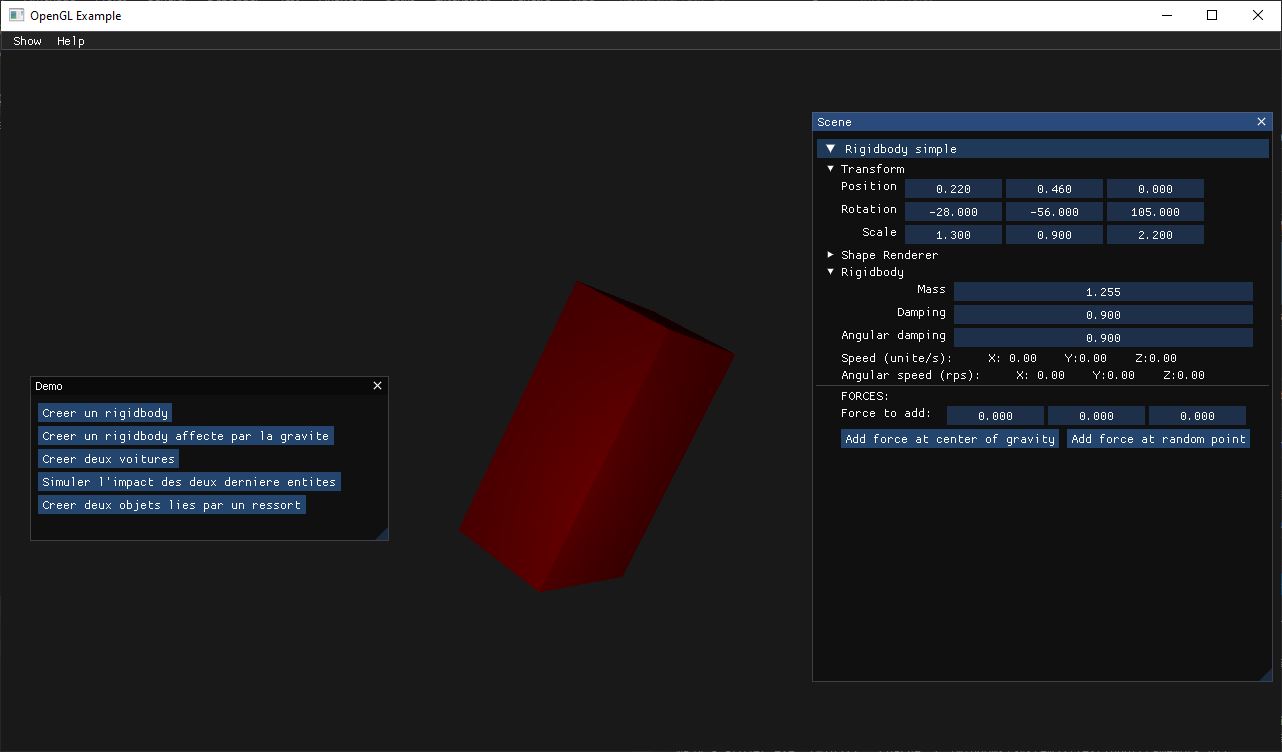 OpenGL Example
Show Help
Scene
Rigidbody simple
Transform
Position 0.220 0.460 0.000
Rotation -28.000 -56.000 105.000
Scale 1.300 0.900 2.200
Shape Renderer
Rigidbody
Mass 1.255
Damping 0.900
Angular damping 0.900
Speed (unite/s): X: 0.00 Y:0.00 Z:0.00
Angular speed (rps): X: 0.00 Y:0.00 Z:0.00
FORCES:
Force to add: 0.000 0.000 0.000
Add force at center of gravity Add force at random point
Demo
Creer un rigidbody
Creer un rigidbody affecte par la gravite
Creer deux voitures
Simuler l'impact des deux derniere entites
Creer deux objets lies par un ressort